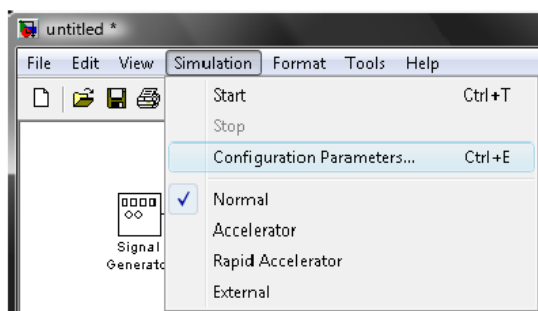 untitled *
File Edit View Simulation Format Tools Help
Start Ctrl+T
Stop
Configuration Parameters... Ctrl+E
Normal
Accelerator
Rapid Accelerator
External
Signal